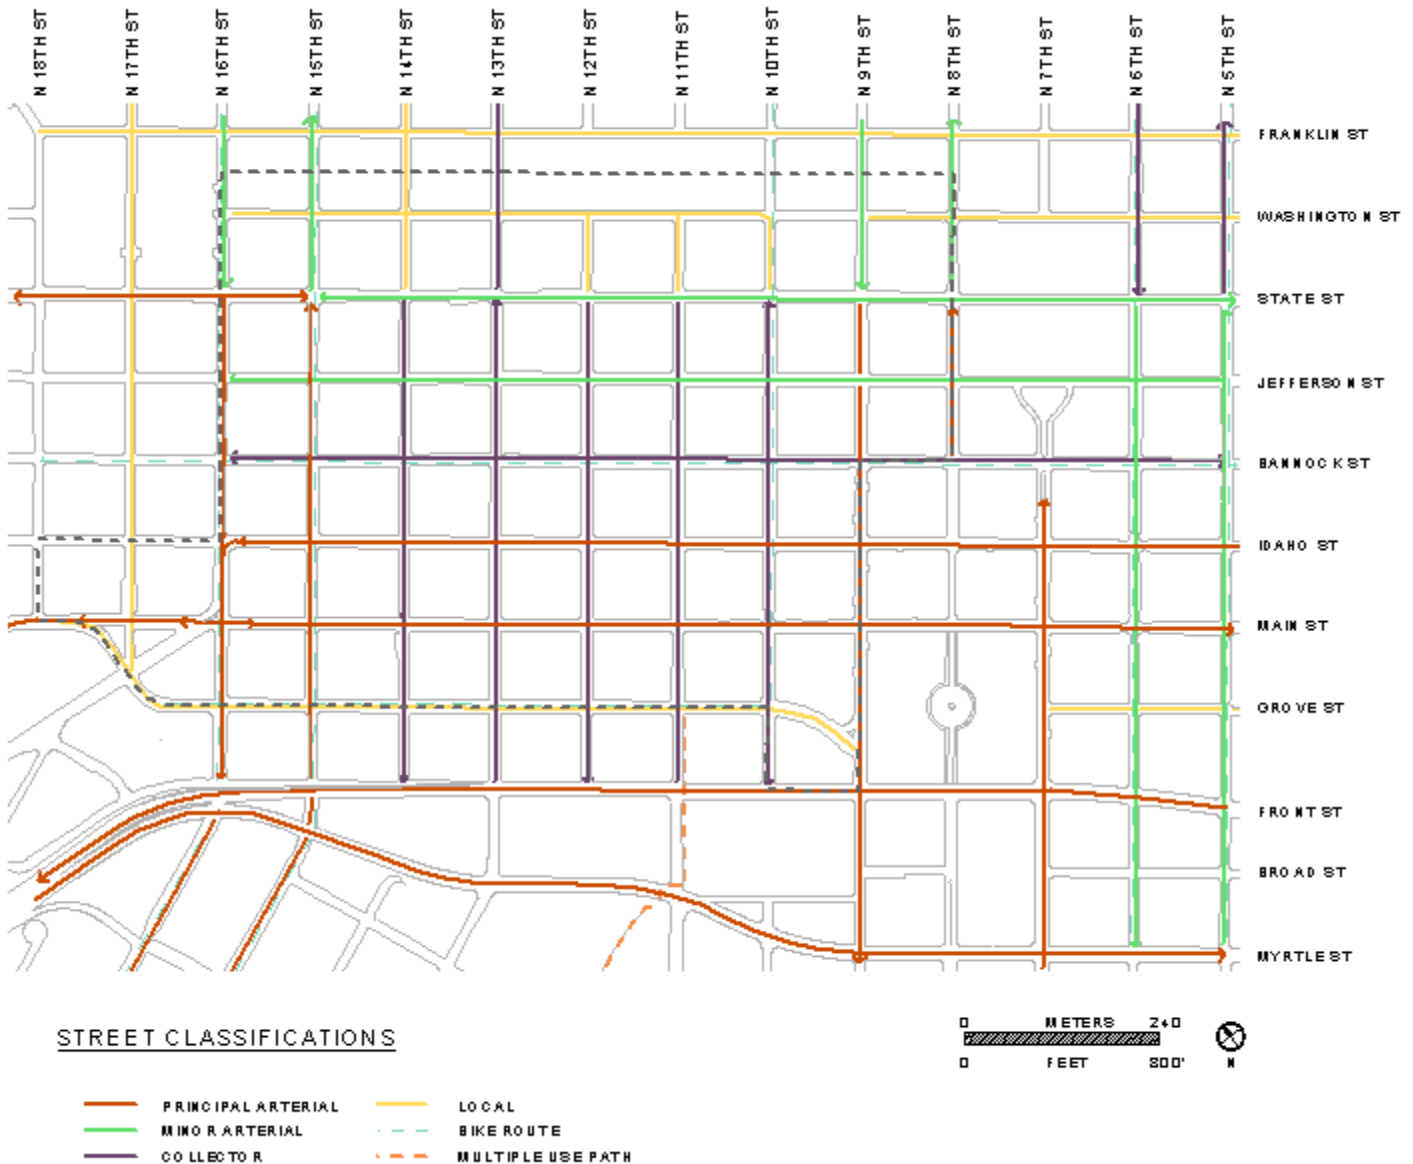 N 18TH ST
N 17TH ST
N 16TH ST
N 15TH ST
N 14TH ST
N 13TH ST
N 12TH ST
N 11TH ST
N 10TH ST
N 9TH ST
N 8TH ST
N 7TH ST
N 6TH ST
N 5TH ST
FRANKLIN ST
WASHINGTON ST
STATE ST
JEFFERSON ST
BANNOCK ST
IDAHO ST
MAIN ST
GROVE ST
FRONT ST
BROAD ST
MYRTLE ST
STREET CLASSIFICATIONS
0 METERS 240
0 FEET 800' N
PRINCIPAL ARTERIAL LOCAL
MINOR ARTERIAL BIKE ROUTE
COLLECTOR MULTIPLE USE PATH